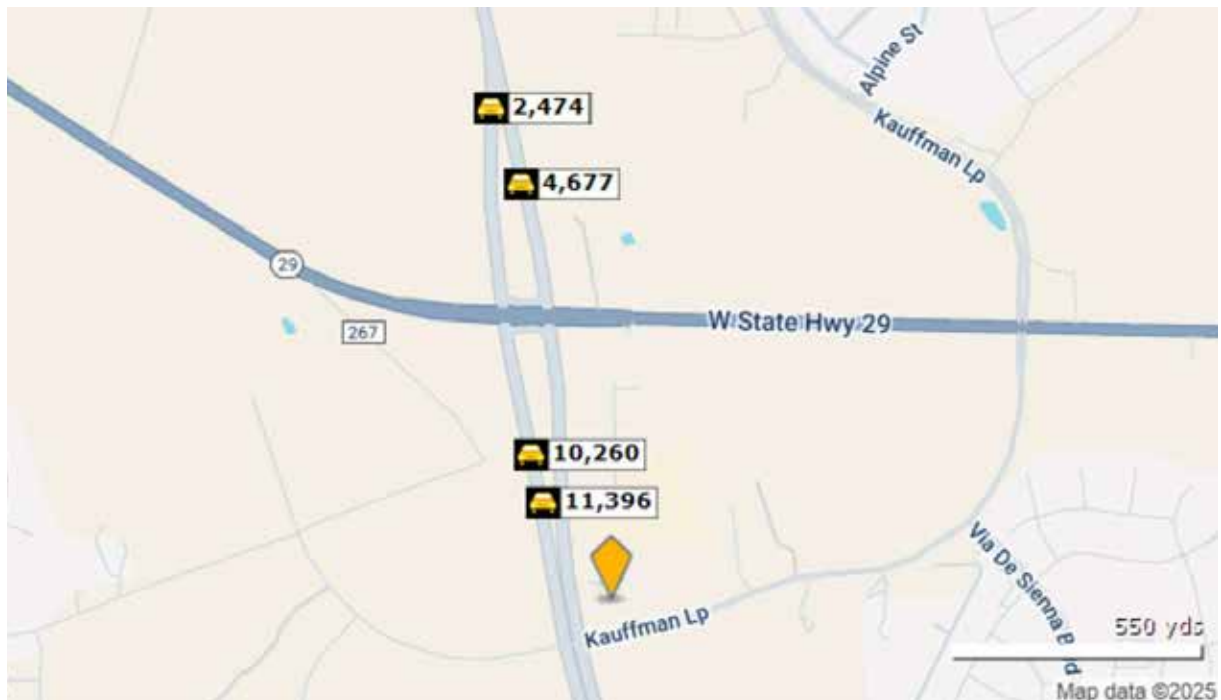 Alpine St
2,474
Kauffman Lp
4,677
29
267
W State Hwy 29
10,260
11,396
Via De Sienna
Kauffman Lp
550 yds
Map data ©2025